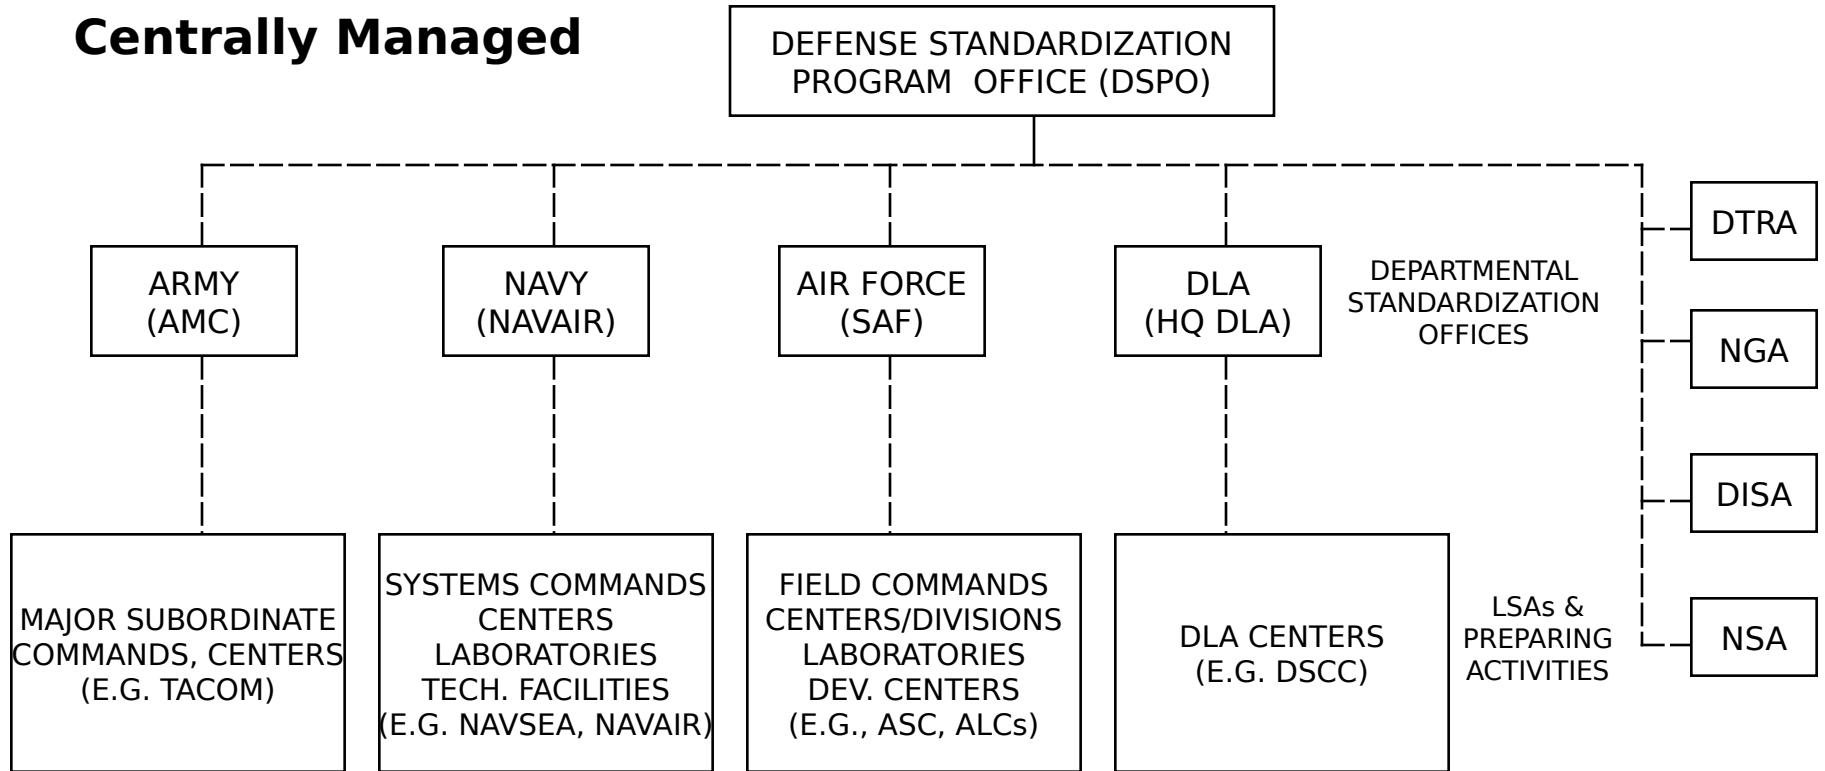 Centrally Managed
DEFENSE STANDARDIZATION
PROGRAM  OFFICE (DSPO)
ARMY
(AMC)
NAVY
(NAVAIR)
AIR FORCE
(SAF)
DLA
(HQ DLA)
DEPARTMENTAL
STANDARDIZATION
OFFICES
DTRA
NGA
DISA
NSA
MAJOR SUBORDINATE
COMMANDS, CENTERS
(E.G. TACOM)
SYSTEMS COMMANDS
CENTERS
LABORATORIES
TECH. FACILITIES
(E.G. NAVSEA, NAVAIR)
FIELD COMMANDS
CENTERS/DIVISIONS
LABORATORIES
DEV. CENTERS
(E.G., ASC, ALCs)
DLA CENTERS
(E.G. DSCC)
LSAs &
PREPARING
ACTIVITIES